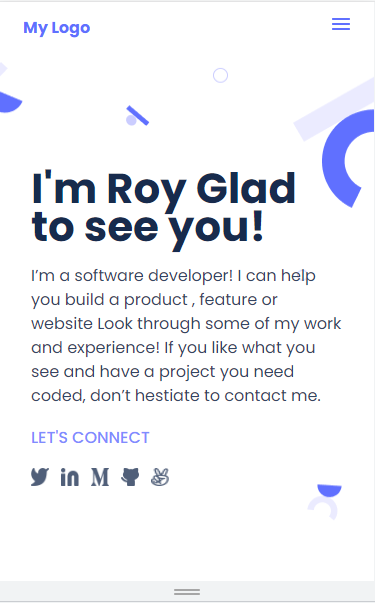 My Logo
I'm Roy Glad
to see you!
I’m a software developer! I can help
you build a product , feature or
website Look through some of my work
and experience! If you like what you
see and have a project you need
coded, don’t hestiate to contact me.
LET'S CONNECT